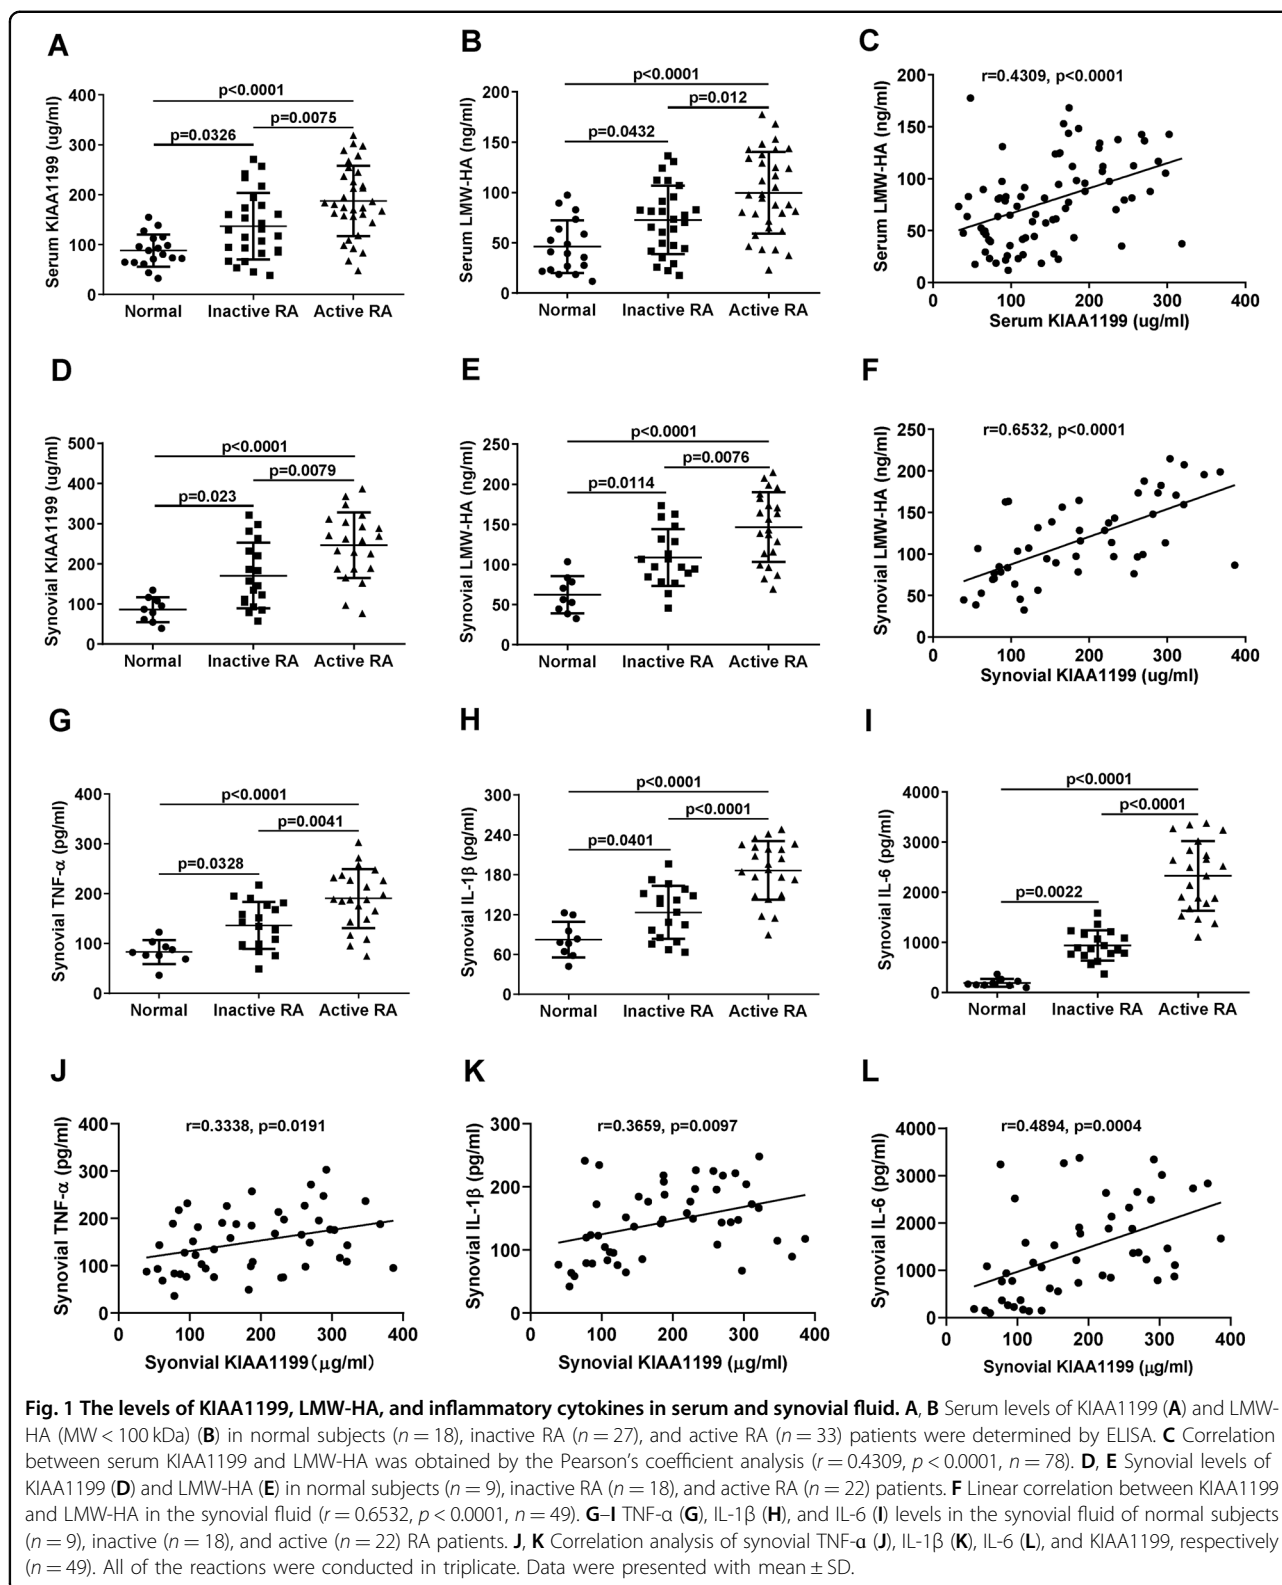 A
Serum KIAA1199 (ug/ml)
400
300
200
100
0
p<0.0001
p=0.0075
p=0.0326
Normal Inactive RA Active RA
B
Serum LMW-HA (ng/ml)
200
150
100
50
0
p<0.0001
p=0.012
p=0.0432
Normal Inactive RA Active RA
C
Serum LMW-HA (ng/ml)
200
150
100
50
0
r=0.4309, p<0.0001
0 100 200 300 400
Serum KIAA1199 (ug/ml)
D
Synovial KIAA1199 (ug/ml)
500
400
300
200
100
0
p<0.0001
p=0.0079
p=0.023
Normal Inactive RA Active RA
E
Synovial LMW-HA (ng/ml)
250
200
150
100
50
0
p<0.0001
p=0.0076
p=0.0114
Normal Inactive RA Active RA
F
Synovial LMW-HA (ng/ml)
250
200
150
100
50
0
r=0.6532, p<0.0001
0 100 200 300 400
Synovial KIAA1199 (ug/ml)
G
Synovial TNF-α (pg/ml)
400
300
200
100
0
p<0.0001
p=0.0041
p=0.0328
Normal Inactive RA Active RA
H
Synovial IL-1β (pg/ml)
300
240
180
120
60
0
p<0.0001
p<0.0001
p=0.0401
Normal Inactive RA Active RA
I
Synovial IL-6 (pg/ml)
4000
3000
2000
1000
0
p<0.0001
p<0.0001
p=0.0022
Normal Inactive RA Active RA
J
Synovial TNF-α (pg/ml)
400
300
200
100
0
r=0.3338, p=0.0191
0 100 200 300 400
Syonvial KIAA1199（μg/ml）
K
Synovial IL-1β (pg/ml)
300
200
100
0
r=0.3659, p=0.0097
0 100 200 300 400
Synovial KIAA1199 (μg/ml)
L
Synovial IL-6 (pg/ml)
4000
3000
2000
1000
0
r=0.4894, p=0.0004
0 100 200 300 400
Synovial KIAA1199 (μg/ml)
Fig. 1 The levels of KIAA1199, LMW-HA, and inflammatory cytokines in serum and synovial fluid. A, B Serum levels of KIAA1199 (A) and LMW-
HA (MW < 100 kDa) (B) in normal subjects (n = 18), inactive RA (n = 27), and active RA (n = 33) patients were determined by ELISA. C Correlation
between serum KIAA1199 and LMW-HA was obtained by the Pearson's coefficient analysis (r = 0.4309, p < 0.0001, n = 78). D, E Synovial levels of
KIAA1199 (D) and LMW-HA (E) in normal subjects (n = 9), inactive RA (n = 18), and active RA (n = 22) patients. F Linear correlation between KIAA1199
and LMW-HA in the synovial fluid (r = 0.6532, p < 0.0001, n = 49). G–I TNF-α (G), IL-1β (H), and IL-6 (I) levels in the synovial fluid of normal subjects
(n = 9), inactive (n = 18), and active (n = 22) RA patients. J, K Correlation analysis of synovial TNF-α (J), IL-1β (K), IL-6 (L), and KIAA1199, respectively
(n = 49). All of the reactions were conducted in triplicate. Data were presented with mean ± SD.